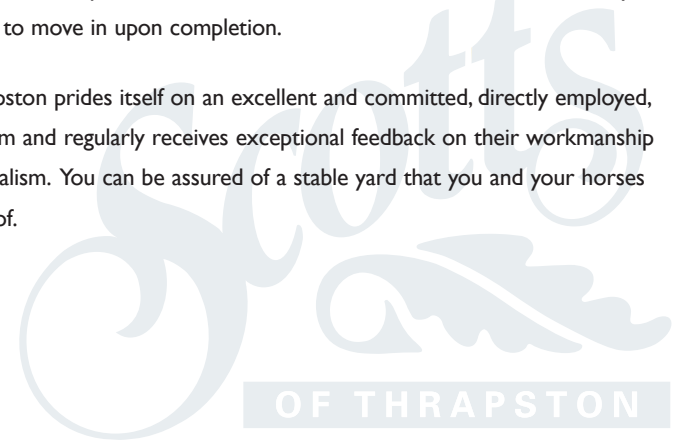 to move in upon completion.
pston prides itself on an excellent and committed, directly employed,
m and regularly receives exceptional feedback on their workmanship
alism. You can be assured of a stable yard that you and your horses
of.
Scotts
OF THRAPSTON